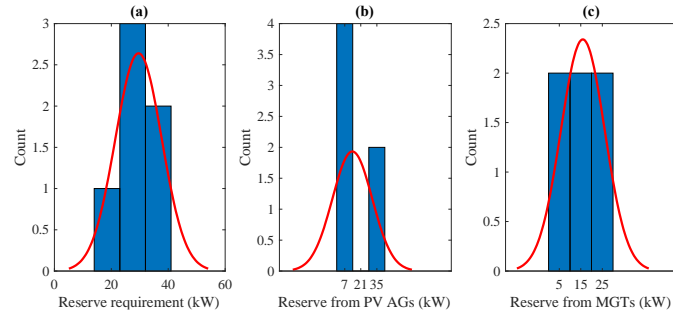 (a)
(b)
(c)
3
2.5
2
1.5
1
0.5
0
Count
0 20 40 60
Reserve requirement (kW)
4
3.5
3
2.5
2
1.5
1
0.5
0
Count
7 21 35
Reserve from PV AGs (kW)
2.5
2
1.5
1
0.5
0
Count
5 15 25
Reserve from MGTs (kW)